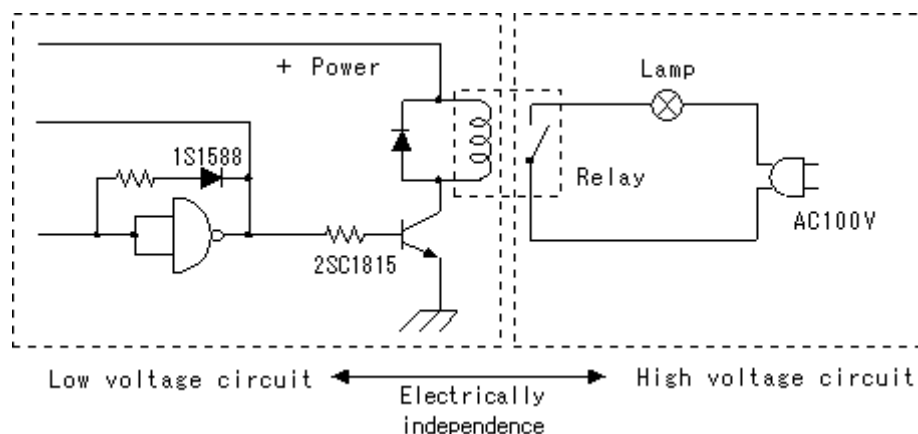 + Power
Lamp
1S1588
Relay
AC100V
2SC1815
Low voltage circuit
Electrically
independence
High voltage circuit